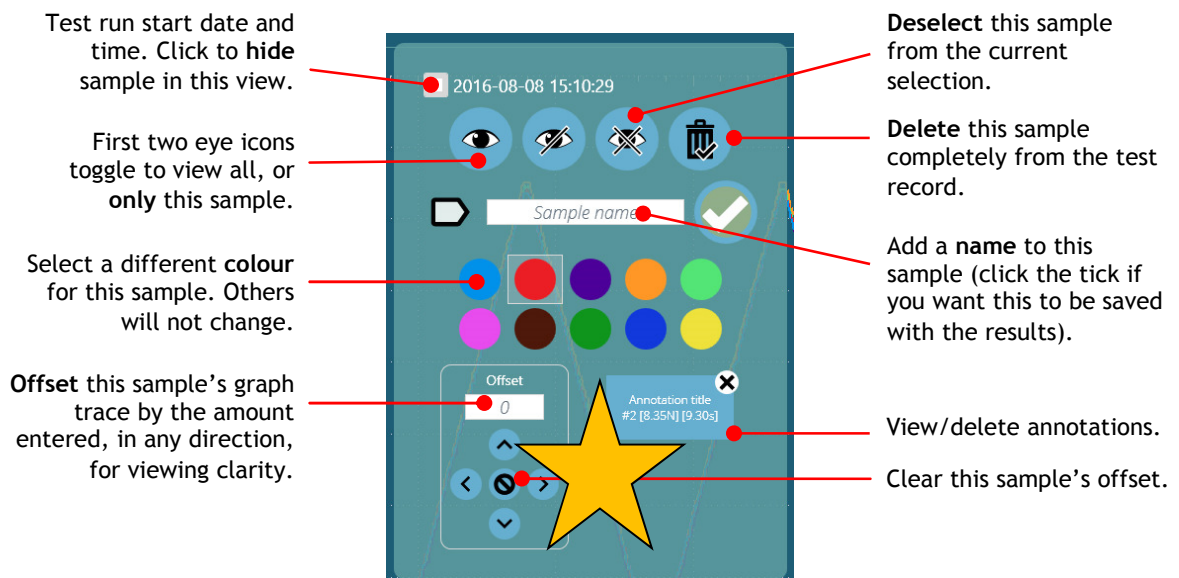 Test run start date and
time. Click to hide
sample in this view.
First two eye icons
toggle to view all, or
only this sample.
Select a different colour
for this sample. Others
will not change.
Offset this sample's graph
trace by the amount
entered, in any direction,
for viewing clarity.
2016-08-08 15:10:29
Sample name
Offset
0
Annotation title
#2 [8.35N] [9.30s]
Deselect this sample
from the current
selection.
Delete this sample
completely from the test
record.
Add a name to this
sample (click the tick if
you want this to be saved
with the results).
View/delete annotations.
Clear this sample's offset.